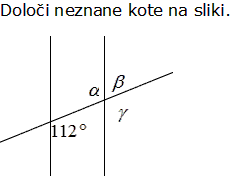 Določi neznane kote na sliki.
α β
γ
112°